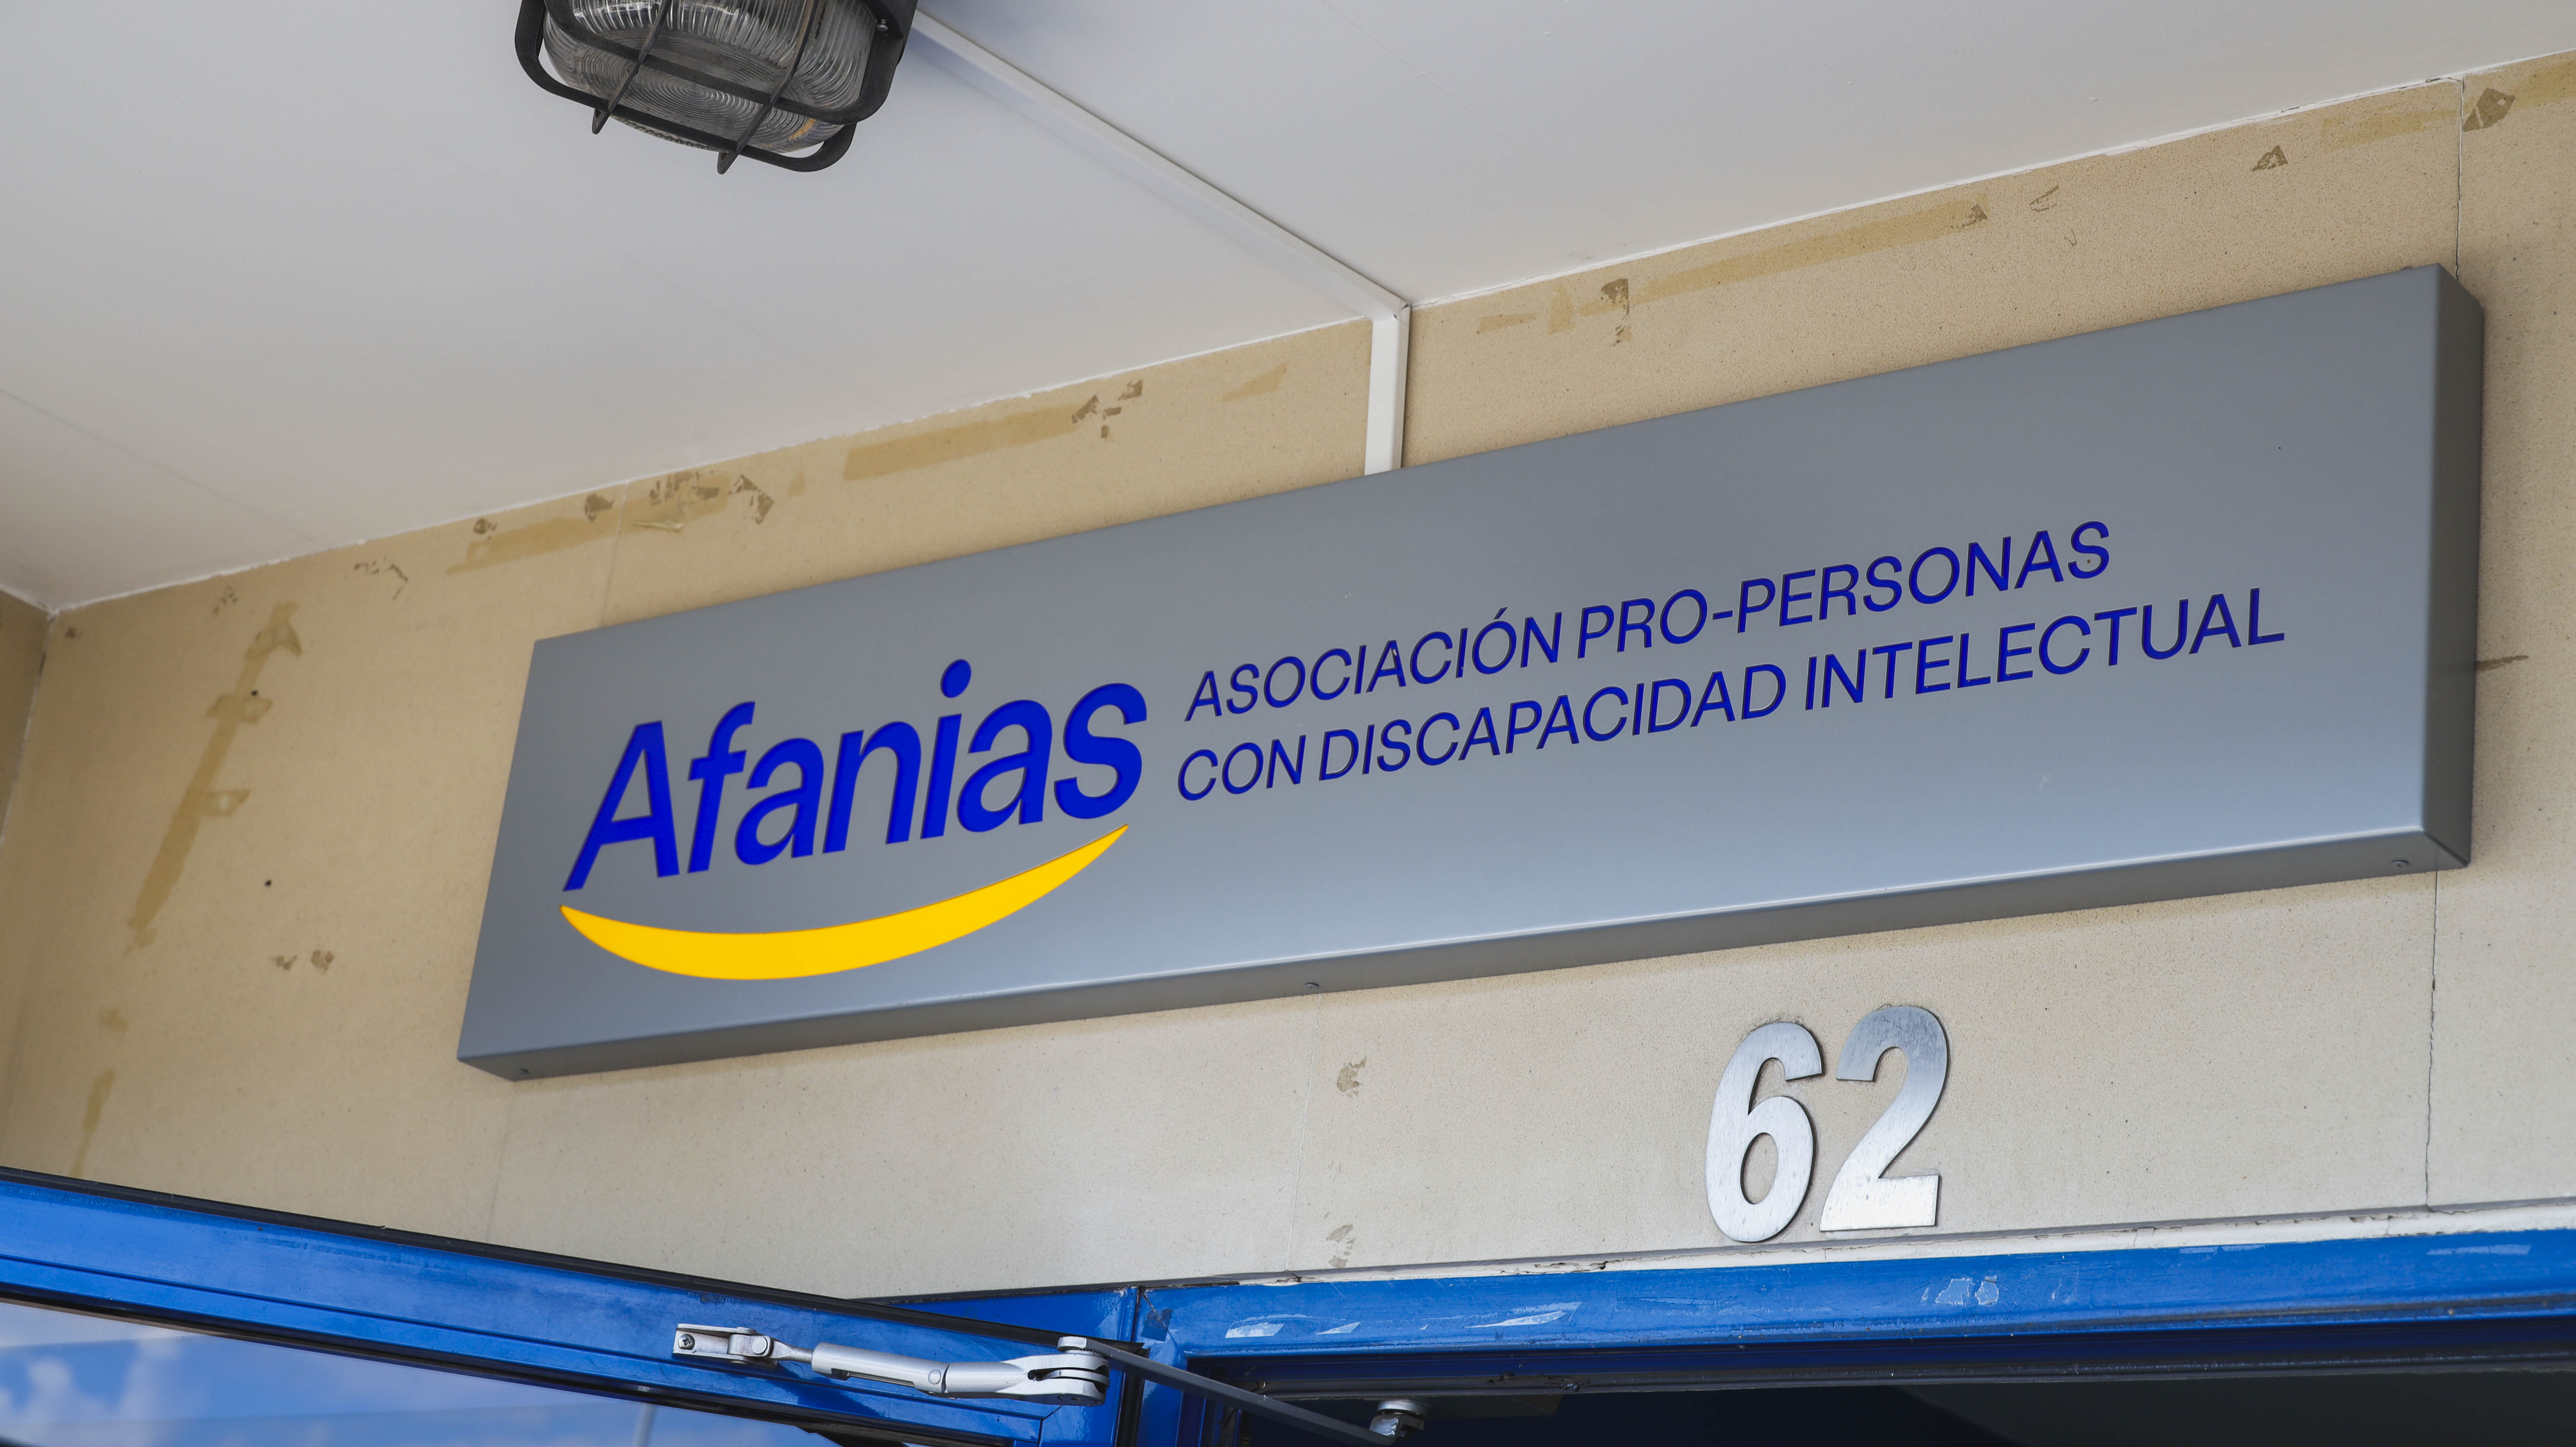 Afanias
ASOCIACIÓN PRO-PERSONAS
CON DISCAPACIDAD INTELECTUAL
62